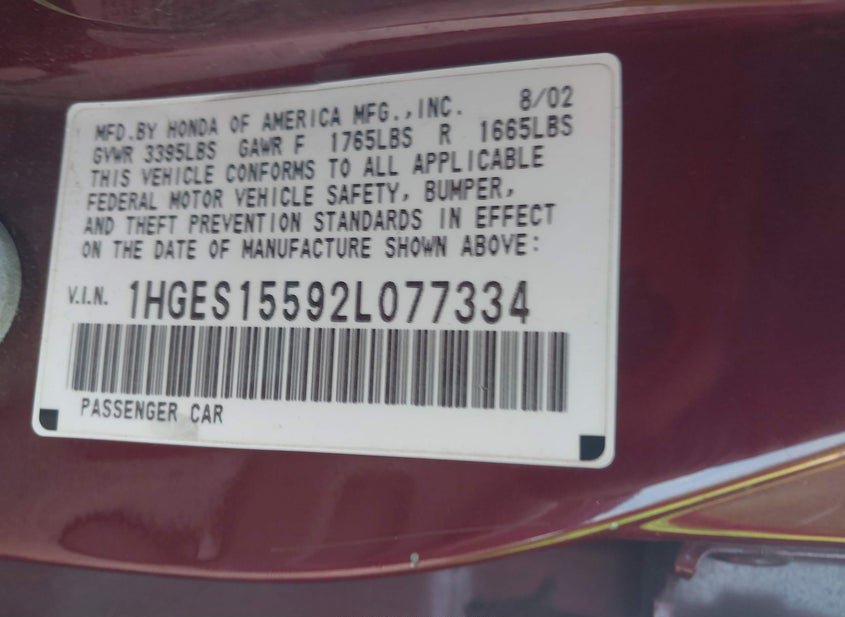 MFD.BY HONDA OF AMERICA MFG.,INC. 8/02
GVWR 3395LBS GAWR F 1765LBS R 1665LBS
THIS VEHICLE CONFORMS TO ALL APPLICABLE
FEDERAL MOTOR VEHICLE SAFETY, BUMPER,
AND THEFT PREVENTION STANDARDS IN EFFECT
ON THE DATE OF MANUFACTURE SHOWN ABOVE:
V.I.N. 1HGES15592L077334
PASSENGER CAR